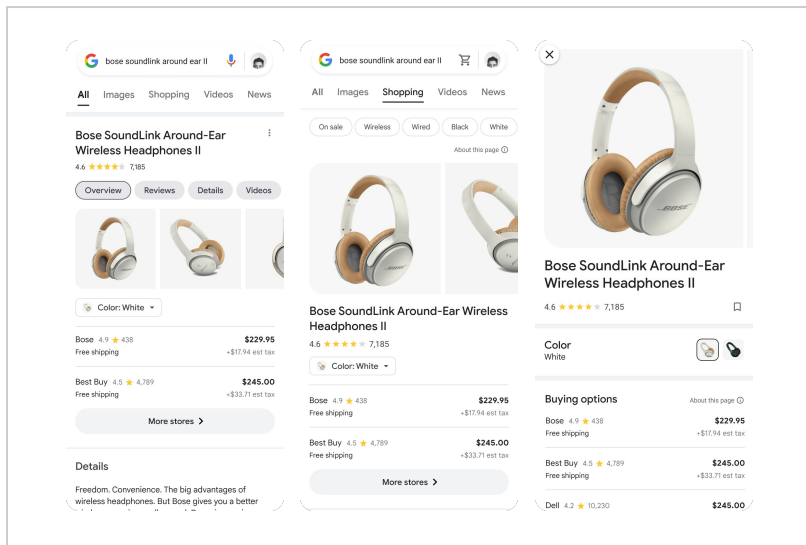 bose soundlink around ear II
All Images Shopping Videos News
Bose SoundLink Around-Ear
Wireless Headphones II
4.6 7,185
Overview Reviews Details Videos
Color: White
Bose 4.9 438 $229.95
Free shipping +$17.94 est tax
Best Buy 4.5 4,789 $245.00
Free shipping +$33.71 est tax
More stores
Details
Freedom. Convenience. The big advantages of
wireless headphones. But Bose gives you a better
bose soundlink around ear II
All Images Shopping Videos News
On sale Wireless Wired Black White
About this page
BOSE
Bose SoundLink Around-Ear Wireless
Headphones II
4.6 7,185
Color: White
Bose 4.9 438 $229.95
Free shipping +$17.94 est tax
Best Buy 4.5 4,789 $245.00
Free shipping +$33.71 est tax
More stores
BOSE
Bose SoundLink Around-Ear
Wireless Headphones II
4.6 7,185
Color
White
Buying options About this page
Bose 4.9 438 $229.95
Free shipping +$17.94 est tax
Best Buy 4.5 4,789 $245.00
Free shipping +$33.71 est tax
Dell 4.2 10,230 $245.00